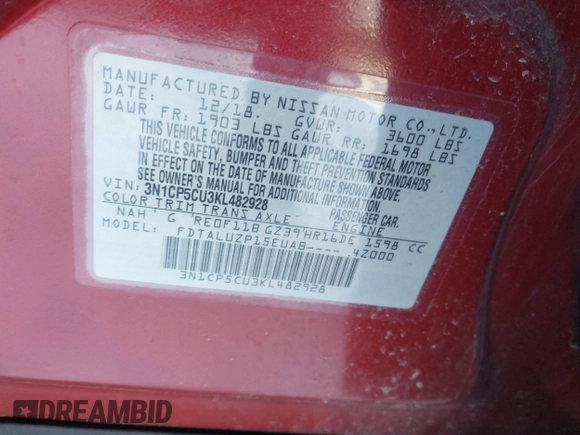 MANUFACTURED BY NISSAN MOTOR CO., LTD.
DATE: 12/18. GVWR: 3600 LBS
GAWR FR: 1903 LBS GAWR RR: 1698 LBS
THIS VEHICLE CONFORMS TO ALL APPLICABLE FEDERAL MOTOR
VEHICLE SAFETY, BUMPER AND THEFT PREVENTION STANDARDS
IN EFFECT ON THE DATE OF MANUFACTURE SHOWN ABOVE.
SEE OWNER'S MANUAL FOR ADDITIONAL INFORMATION.
VIN: 3N1CP5CU3KL482928 PASSENGER CAR.
COLOR TRIM TRANS AXLE ENGINE
NAH G RE0F11B GZ39 HR16DE 1598 CC
MODEL: FDTALUZP15EUAB---- 4Z000
3N1CP5CU3KL482928
DREAMBID